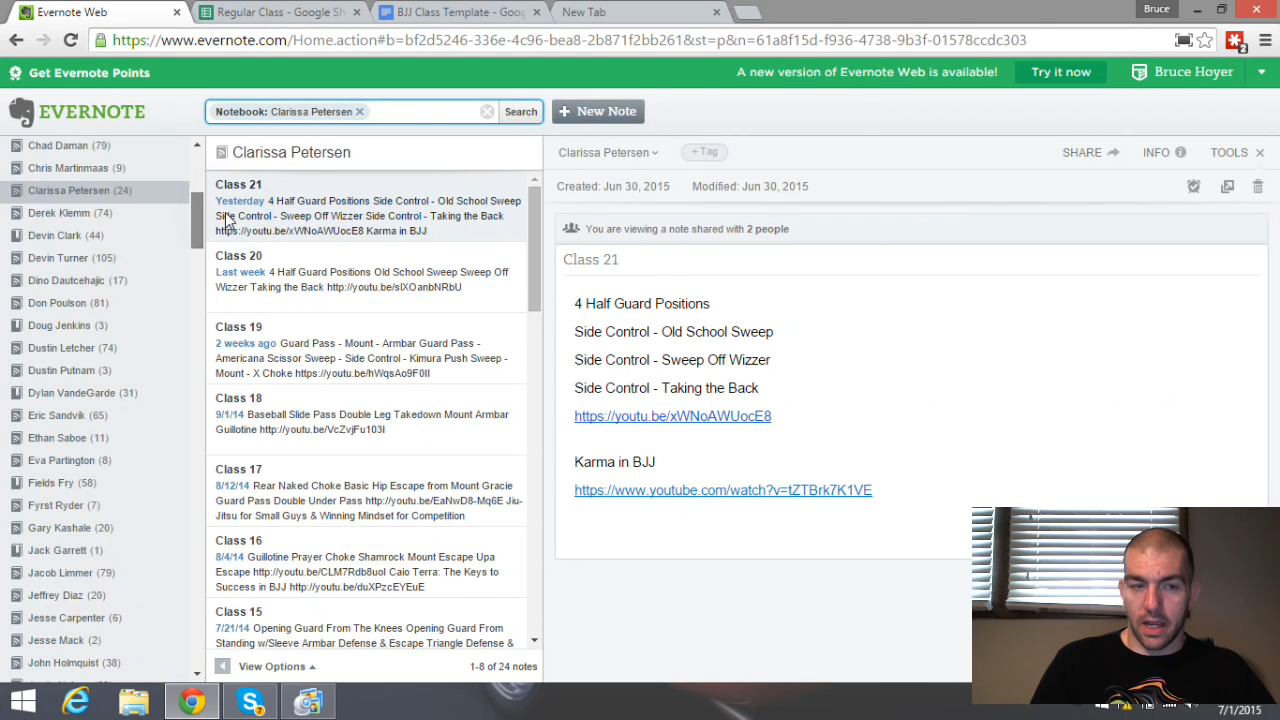 Evernote Web
Regular Class - Google Sh
BJJ Class Template - Goog
New Tab
Bruce
https://www.evernote.com/Home.action#b=bf2d5246-336e-4c96-bea8-2b871f2bb261&st=p&n=61a8f15d-f936-4738-9b3f-01578ccdc303
2
Get Evernote Points
A new version of Evernote Web is available!
Try it now
Bruce Hoyer
EVERNOTE
Notebook: Clarissa Petersen
Search
+ New Note
Chad Daman (79)
Chris Martinmaas (9)
Clarissa Petersen (24)
Derek Klemm (74)
Devin Clark (44)
Devin Turner (105)
Dino Dautcehajic (17)
Don Poulson (81)
Doug Jenkins (3)
Dustin Letcher (74)
Dustin Putnam (3)
Dylan VandeGarde (31)
Eric Sandvik (65)
Ethan Saboe (11)
Eva Partington (8)
Fields Fry (58)
Fyrst Ryder (7)
Gary Kashale (20)
Jack Garrett (1)
Jacob Limmer (79)
Jeffrey Diaz (20)
Jesse Carpenter (6)
Jesse Mack (2)
John Holmquist (38)
Clarissa Petersen
Class 21
Yesterday 4 Half Guard Positions Side Control - Old School Sweep
Side Control - Sweep Off Wizzer Side Control - Taking the Back
https://youtu.be/xWNoAWUocE8 Karma in BJJ
Class 20
Last week 4 Half Guard Positions Old School Sweep Sweep Off
Wizzer Taking the Back http://youtu.be/slXOanbNRbU
Class 19
2 weeks ago Guard Pass - Mount - Armbar Guard Pass -
Americana Scissor Sweep - Side Control - Kimura Push Sweep -
Mount - X Choke https://youtu.be/hWqsAo9F0II
Class 18
9/1/14 Baseball Slide Pass Double Leg Takedown Mount Armbar
Guillotine http://youtu.be/VcZvjFu103I
Class 17
8/12/14 Rear Naked Choke Basic Hip Escape from Mount Gracie
Guard Pass Double Under Pass http://youtu.be/EaNwD8-Mq6E Jiu-
Jitsu for Small Guys & Winning Mindset for Competition
Class 16
8/4/14 Guillotine Prayer Choke Shamrock Mount Escape Upa
Escape http://youtu.be/CLM7Rdb8uoI Caio Terra: The Keys to
Success in BJJ http://youtu.be/duXPzcEYEuE
Class 15
7/21/14 Opening Guard From The Knees Opening Guard From
Standing w/Sleeve Armbar Defense & Escape Triangle Defense &
View Options
1-8 of 24 notes
Clarissa Petersen
+ Tag
SHARE
INFO
TOOLS
Created: Jun 30, 2015
Modified: Jun 30, 2015
You are viewing a note shared with 2 people
Class 21
4 Half Guard Positions
Side Control - Old School Sweep
Side Control - Sweep Off Wizzer
Side Control - Taking the Back
https://youtu.be/xWNoAWUocE8
Karma in BJJ
https://www.youtube.com/watch?v=tZTBrk7K1VE
7/1/2015